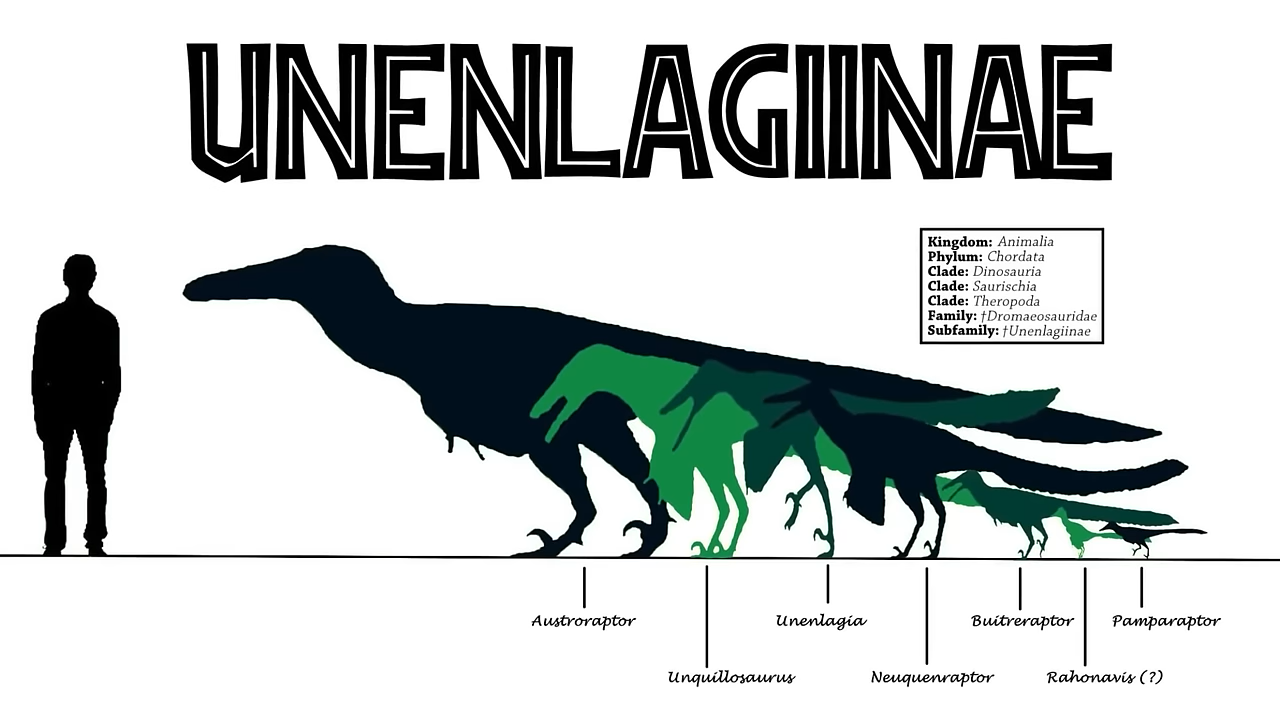 UNENLAGIINAE
Kingdom: Animalia
Phylum: Chordata
Clade: Dinosauria
Clade: Saurischia
Clade: Theropoda
Family: †Dromaeosauridae
Subfamily: †Unenlagiinae
Austroraptor
Unenlagia
Buitreraptor
Pamparaptor
Unquillosaurus
Neuquenraptor
Rahonavis (?)